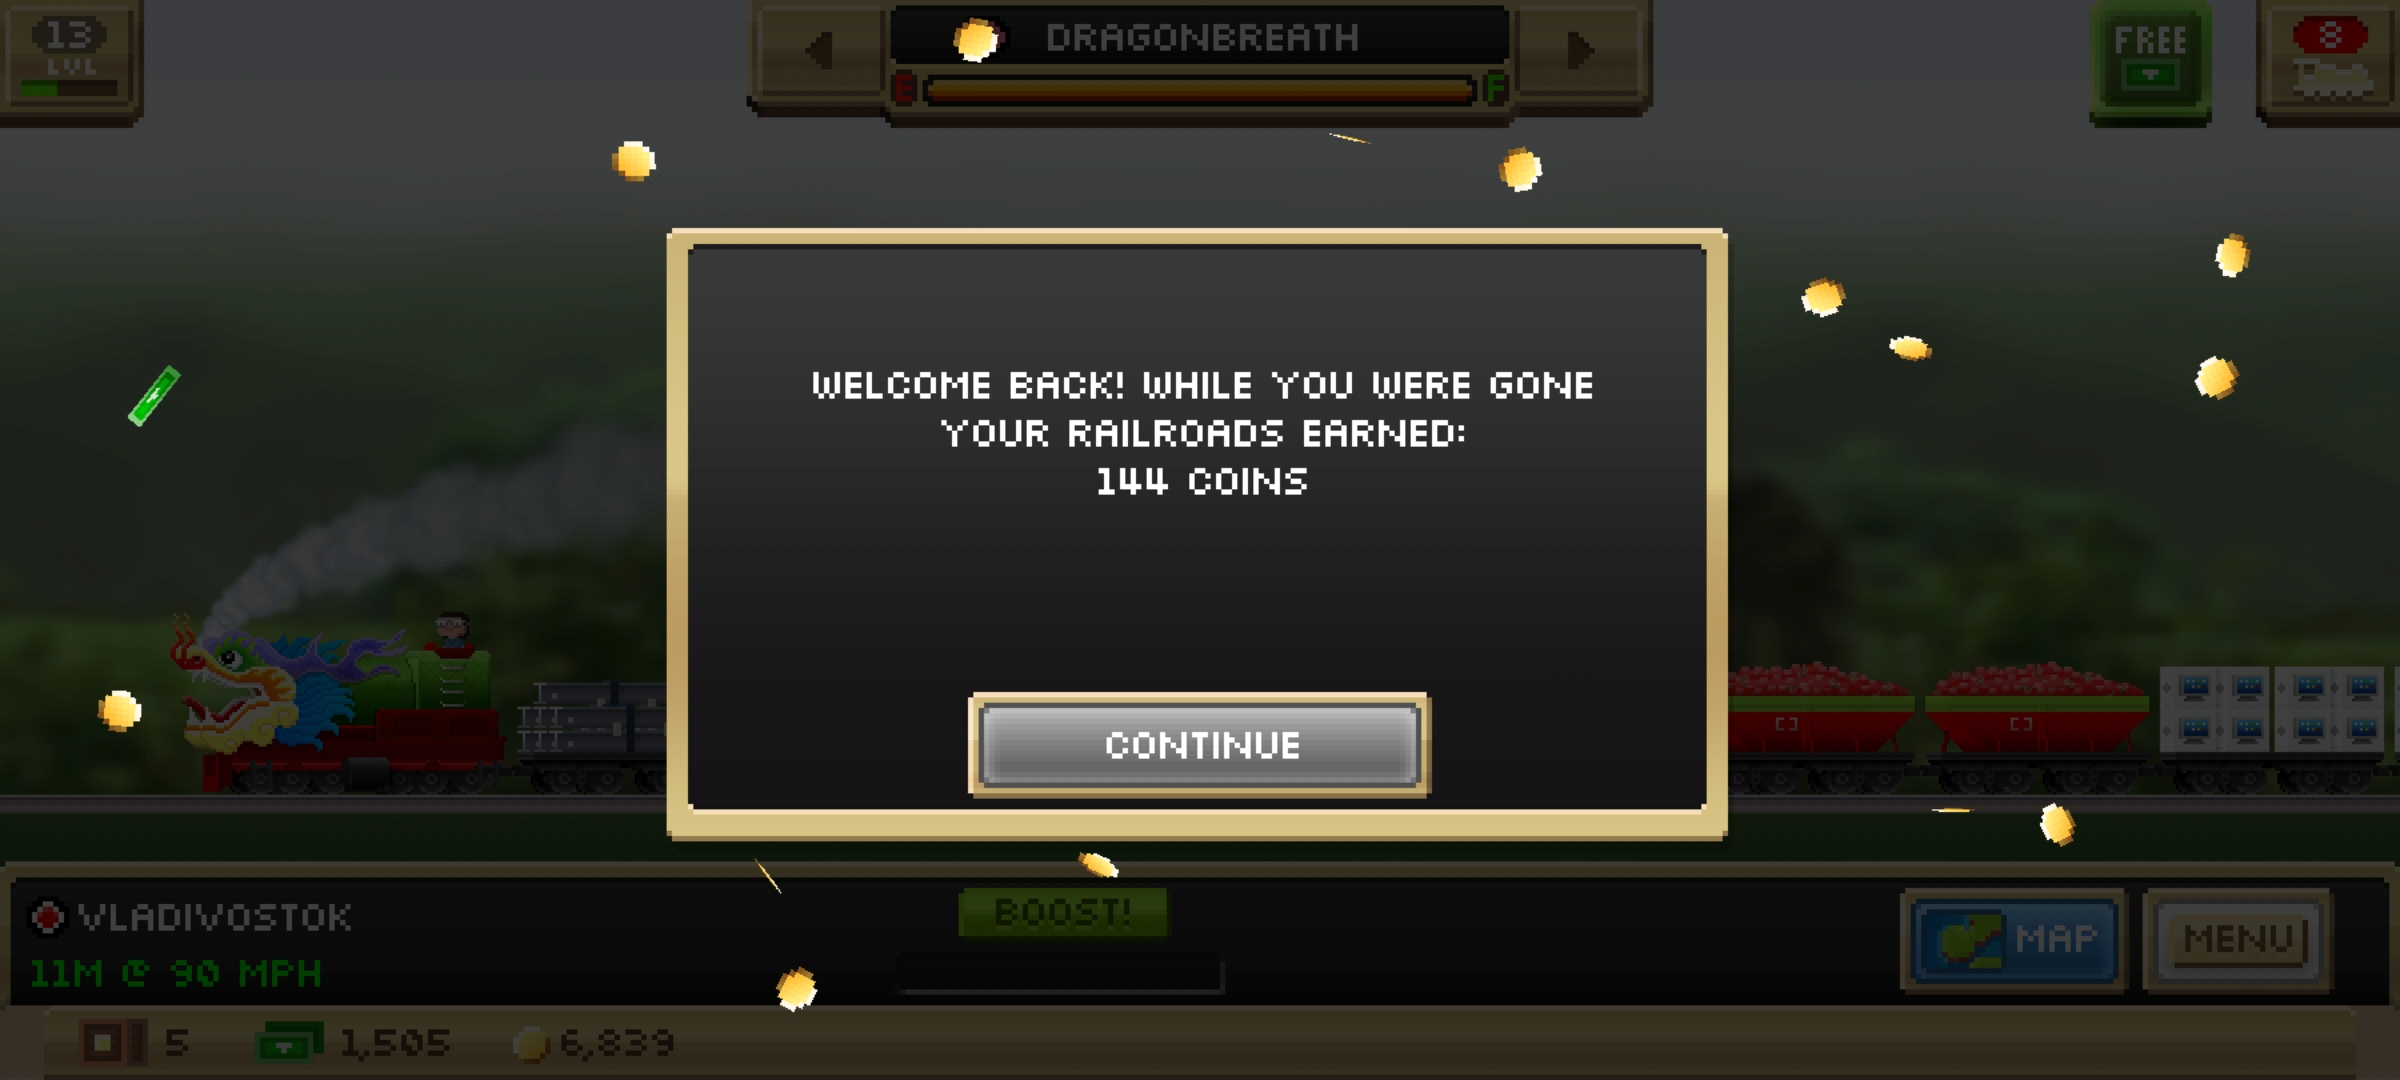 13
LVL
DRAGONBREATH
E F
FREE
8
WELCOME BACK! WHILE YOU WERE GONE
YOUR RAILROADS EARNED:
144 COINS
CONTINUE
VLADIVOSTOK
11M @ 90 MPH
BOOST!
MAP
MENU
5 1,505 6,839